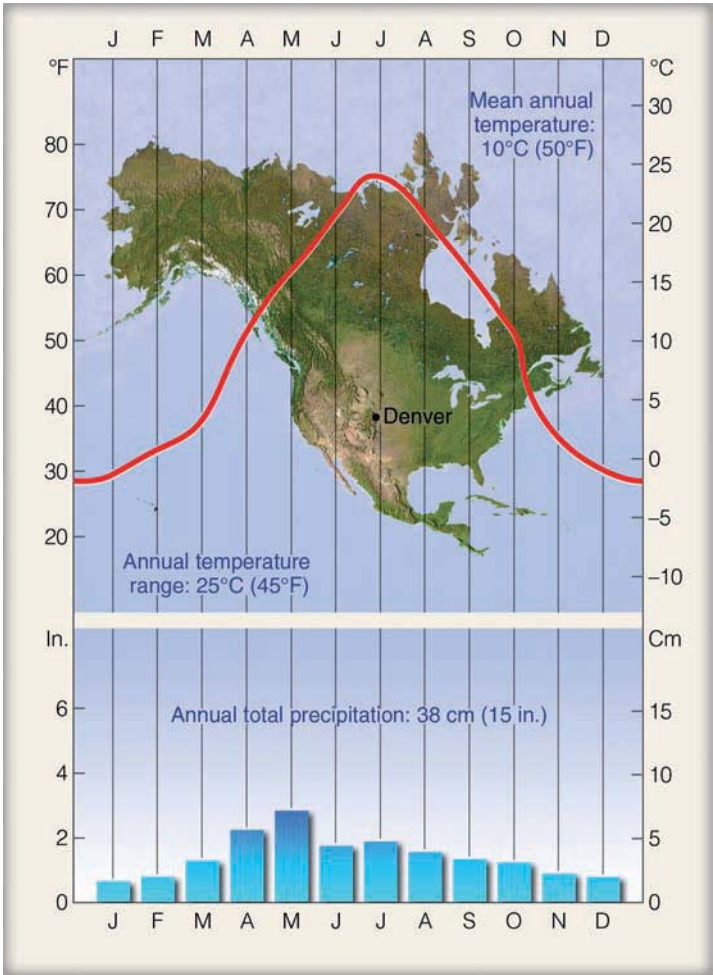 J F M A M J J A S O N D
°F °C
Mean annual
temperature:
10°C (50°F)
30
80
25
70
20
60
15
50
10
40
5
Denver
30
0
20
–5
–10
Annual temperature
range: 25°C (45°F)
In. Cm
6
15
Annual total precipitation: 38 cm (15 in.)
4
10
2
5
0 0
J F M A M J J A S O N D